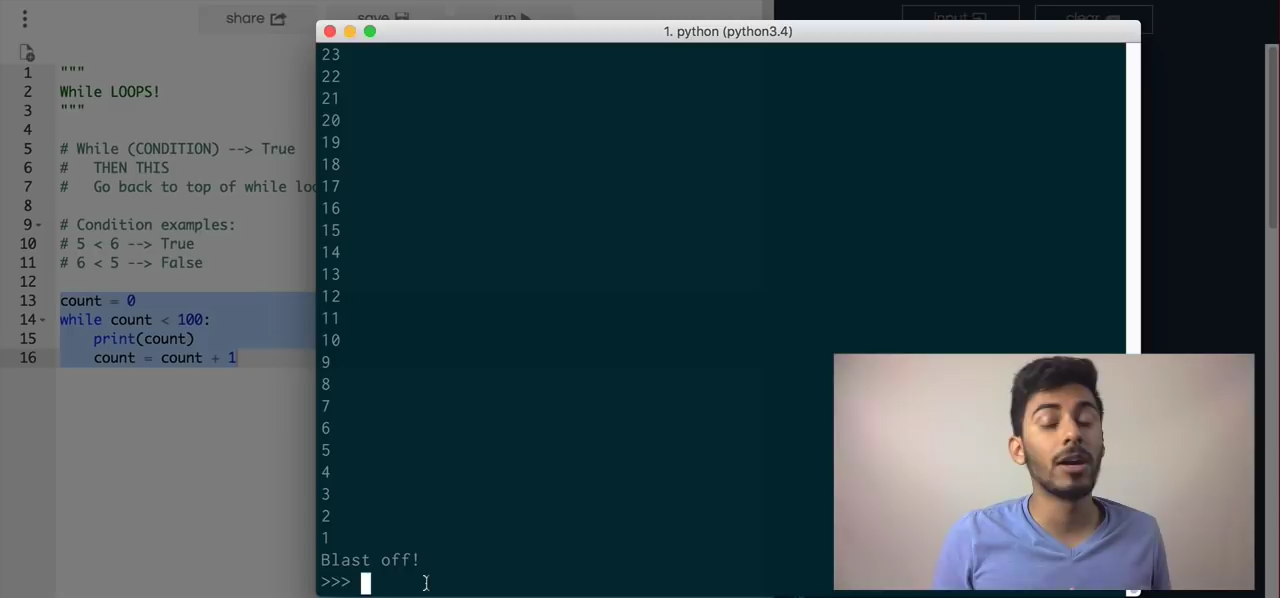 share save run input clear
1. python (python3.4)
1 """
2 While LOOPS!
3 """
4
5 # While (CONDITION) --> True
6 # THEN THIS
7 # Go back to top of while loo
8
9 # Condition examples:
10 # 5 < 6 --> True
11 # 6 < 5 --> False
12
13 count = 0
14 while count < 100:
15 print(count)
16 count = count + 1
23
22
21
20
19
18
17
16
15
14
13
12
11
10
9
8
7
6
5
4
3
2
1
Blast off!
>>>